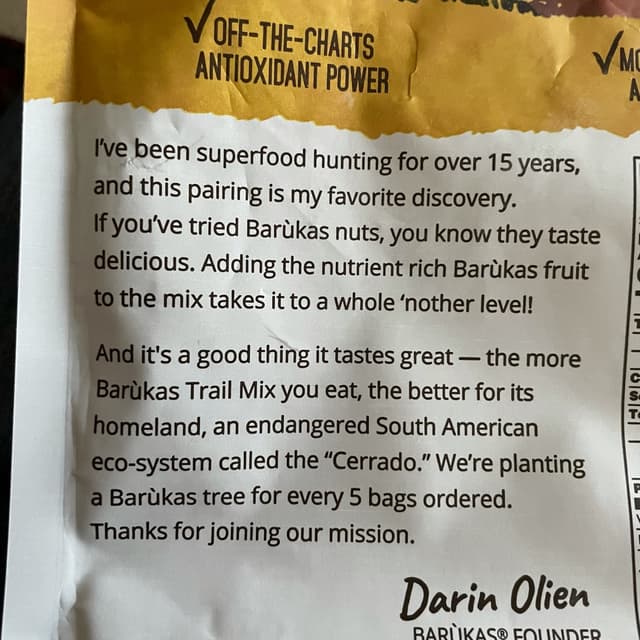 ✓OFF-THE-CHARTS
ANTIOXIDANT POWER
✓MO
A
I've been superfood hunting for over 15 years,
and this pairing is my favorite discovery.
If you've tried Barùkas nuts, you know they taste
delicious. Adding the nutrient rich Barùkas fruit
to the mix takes it to a whole 'nother level!
And it's a good thing it tastes great — the more
Barùkas Trail Mix you eat, the better for its
homeland, an endangered South American
eco-system called the “Cerrado.” We're planting
a Barùkas tree for every 5 bags ordered.
Thanks for joining our mission.
Darin Olien
BARÙKAS® FOUNDER